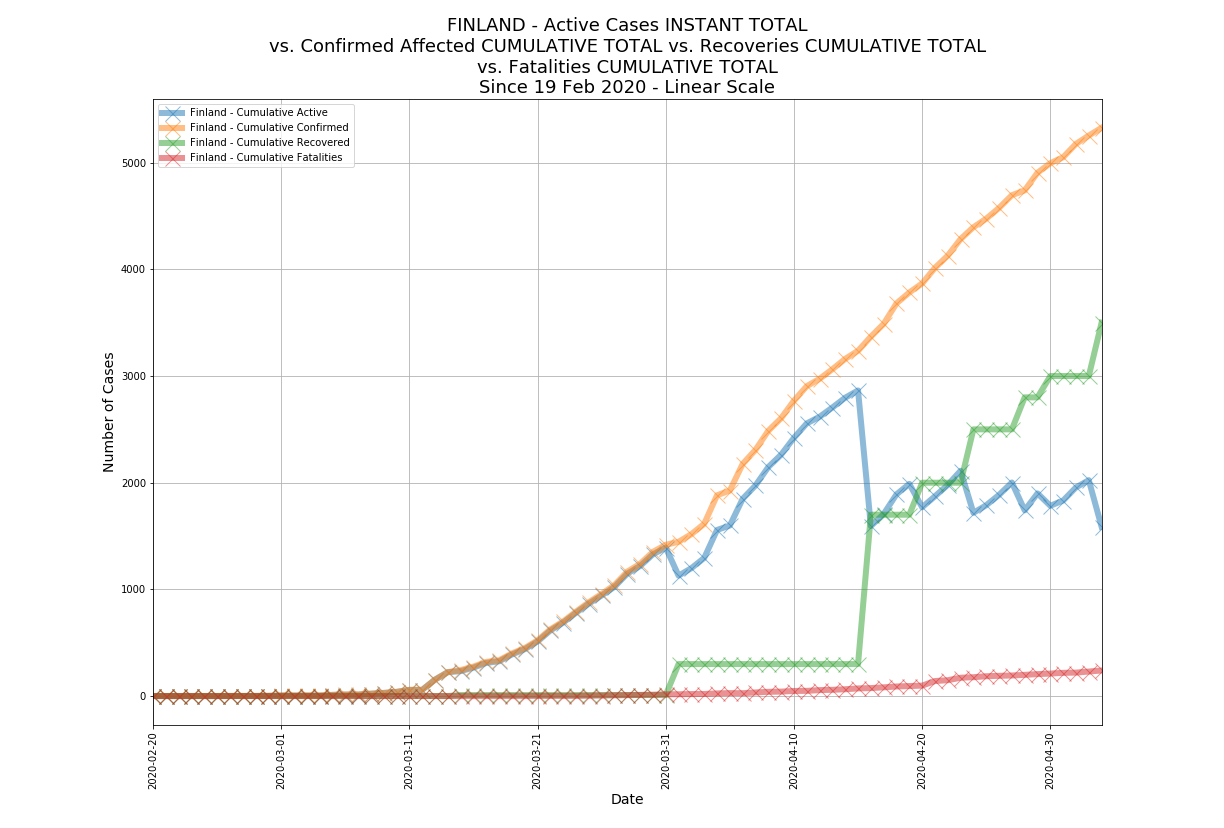 FINLAND - Active Cases INSTANT TOTAL
vs. Confirmed Affected CUMULATIVE TOTAL vs. Recoveries CUMULATIVE TOTAL
vs. Fatalities CUMULATIVE TOTAL
Since 19 Feb 2020 - Linear Scale
Finland - Cumulative Active
Finland - Cumulative Confirmed
Finland - Cumulative Recovered
Finland - Cumulative Fatalities
Number of Cases
5000
4000
3000
2000
1000
0
2020-02-20
2020-03-01
2020-03-11
2020-03-21
2020-03-31
2020-04-10
2020-04-20
2020-04-30
Date